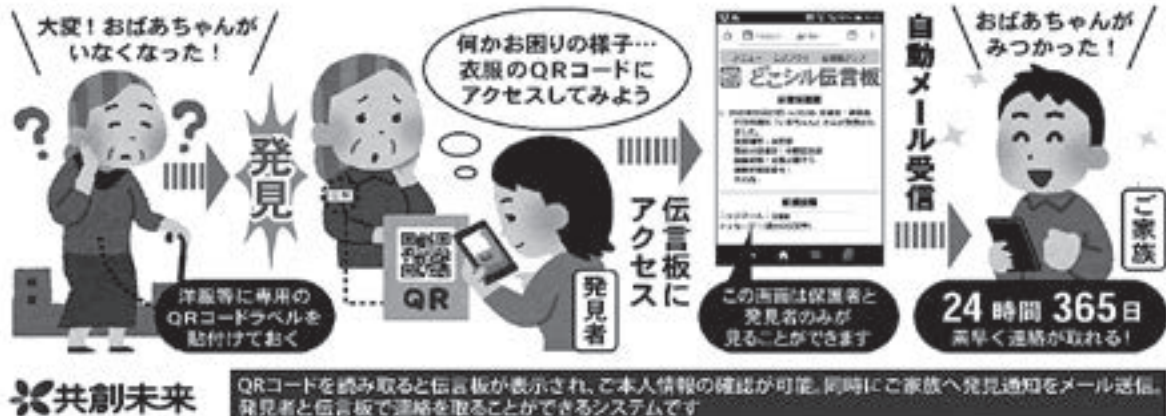 大変！おばあちゃんが
いなくなった！
発見
何かお困りの様子…
衣服のQRコードに
アクセスしてみよう
洋服等に専用の
QRコードラベルを
貼付けておく
QR
発見者
伝言板に
アクセス
どこシル伝言板
この画面は保護者と
発見者のみが
見ることができます
自動メール受信
おばあちゃんが
みつかった！
ご家族
24時間 365日
素早く連絡が取れる！
共創未来
QRコードを読み取ると伝言板が表示され、ご本人情報の確認が可能。同時にご家族へ発見通知をメール送信。
発見者と伝言板で連絡を取ることができるシステムです